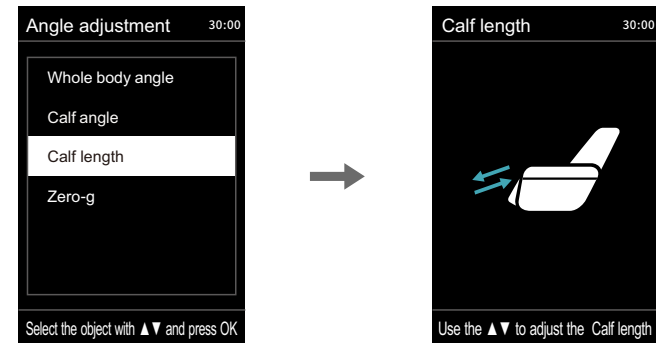 Angle adjustment 30:00
Whole body angle
Calf angle
Calf length
Zero-g
Select the object with ▲▼ and press OK
Calf length 30:00
Use the ▲▼ to adjust the Calf length